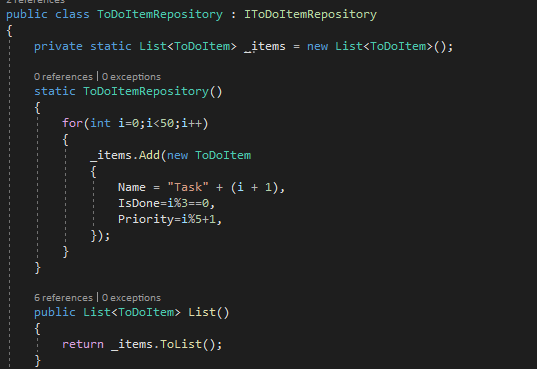 2 references
public class ToDoItemRepository : IToDoItemRepository
{
private static List<ToDoItem> _items = new List<ToDoItem>();
0 references | 0 exceptions
static ToDoItemRepository()
{
for(int i=0;i<50;i++)
{
_items.Add(new ToDoItem
{
Name = "Task" + (i + 1),
IsDone=i%3==0,
Priority=i%5+1,
});
}
}
6 references | 0 exceptions
public List<ToDoItem> List()
{
return _items.ToList();
}